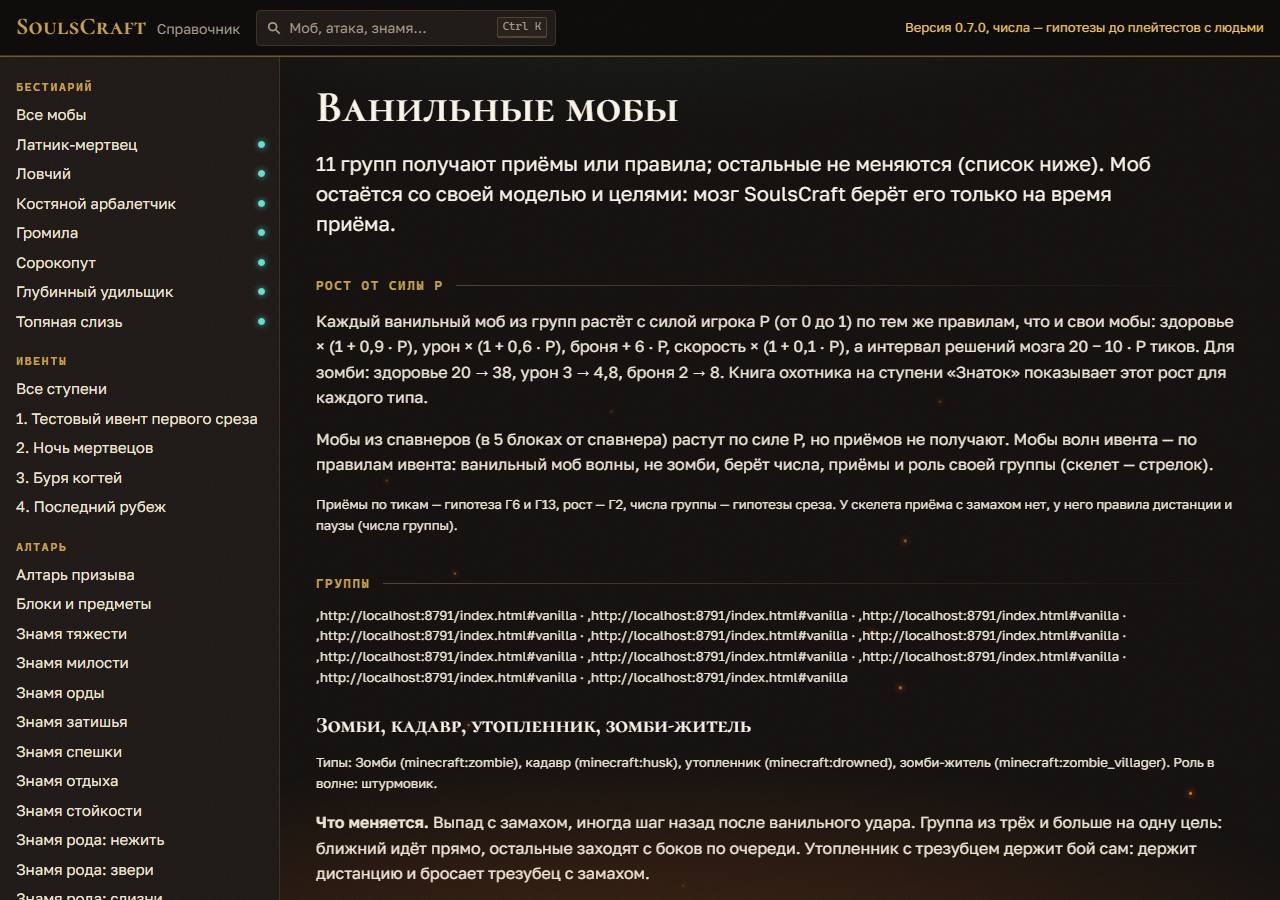 SoulsCraft Справочник
Моб, атака, знамя... Ctrl K
Версия 0.7.0, числа — гипотезы до плейтестов с людьми
БЕСТИАРИЙ
Все мобы
Латник-мертвец
Ловчий
Костяной арбалетчик
Громила
Сорокопут
Глубинный удильщик
Топяная слизь
ИВЕНТЫ
Все ступени
1. Тестовый ивент первого среза
2. Ночь мертвецов
3. Буря когтей
4. Последний рубеж
АЛТАРЬ
Алтарь призыва
Блоки и предметы
Знамя тяжести
Знамя милости
Знамя орды
Знамя затишья
Знамя спешки
Знамя отдыха
Знамя стойкости
Знамя рода: нежить
Знамя рода: звери
Знамя рода: слизни
Ванильные мобы
11 групп получают приёмы или правила; остальные не меняются (список ниже). Моб
остаётся со своей моделью и целями: мозг SoulsCraft берёт его только на время
приёма.
РОСТ ОТ СИЛЫ P
Каждый ванильный моб из групп растёт с силой игрока P (от 0 до 1) по тем же правилам, что и свои мобы: здоровье
× (1 + 0,9 · P), урон × (1 + 0,6 · P), броня + 6 · P, скорость × (1 + 0,1 · P), а интервал решений мозга 20 − 10 · P тиков. Для
зомби: здоровье 20 → 38, урон 3 → 4,8, броня 2 → 8. Книга охотника на ступени «Знаток» показывает этот рост для
каждого типа.
Мобы из спавнеров (в 5 блоках от спавнера) растут по силе P, но приёмов не получают. Мобы волн ивента — по
правилам ивента: ванильный моб волны, не зомби, берёт числа, приёмы и роль своей группы (скелет — стрелок).
Приёмы по тикам — гипотеза Г6 и Г13, рост — Г2, числа группы — гипотезы среза. У скелета приёма с замахом нет, у него правила дистанции и
паузы (числа группы).
ГРУППЫ
,http://localhost:8791/index.html#vanilla · ,http://localhost:8791/index.html#vanilla · ,http://localhost:8791/index.html#vanilla ·
,http://localhost:8791/index.html#vanilla · ,http://localhost:8791/index.html#vanilla · ,http://localhost:8791/index.html#vanilla ·
,http://localhost:8791/index.html#vanilla · ,http://localhost:8791/index.html#vanilla · ,http://localhost:8791/index.html#vanilla ·
,http://localhost:8791/index.html#vanilla · ,http://localhost:8791/index.html#vanilla
Зомби, кадавр, утопленник, зомби-житель
Типы: Зомби (minecraft:zombie), кадавр (minecraft:husk), утопленник (minecraft:drowned), зомби-житель (minecraft:zombie_villager). Роль в
волне: штурмовик.
Что меняется. Выпад с замахом, иногда шаг назад после ванильного удара. Группа из трёх и больше на одну цель:
ближний идёт прямо, остальные заходят с боков по очереди. Утопленник с трезубцем держит бой сам: держит
дистанцию и бросает трезубец с замахом.